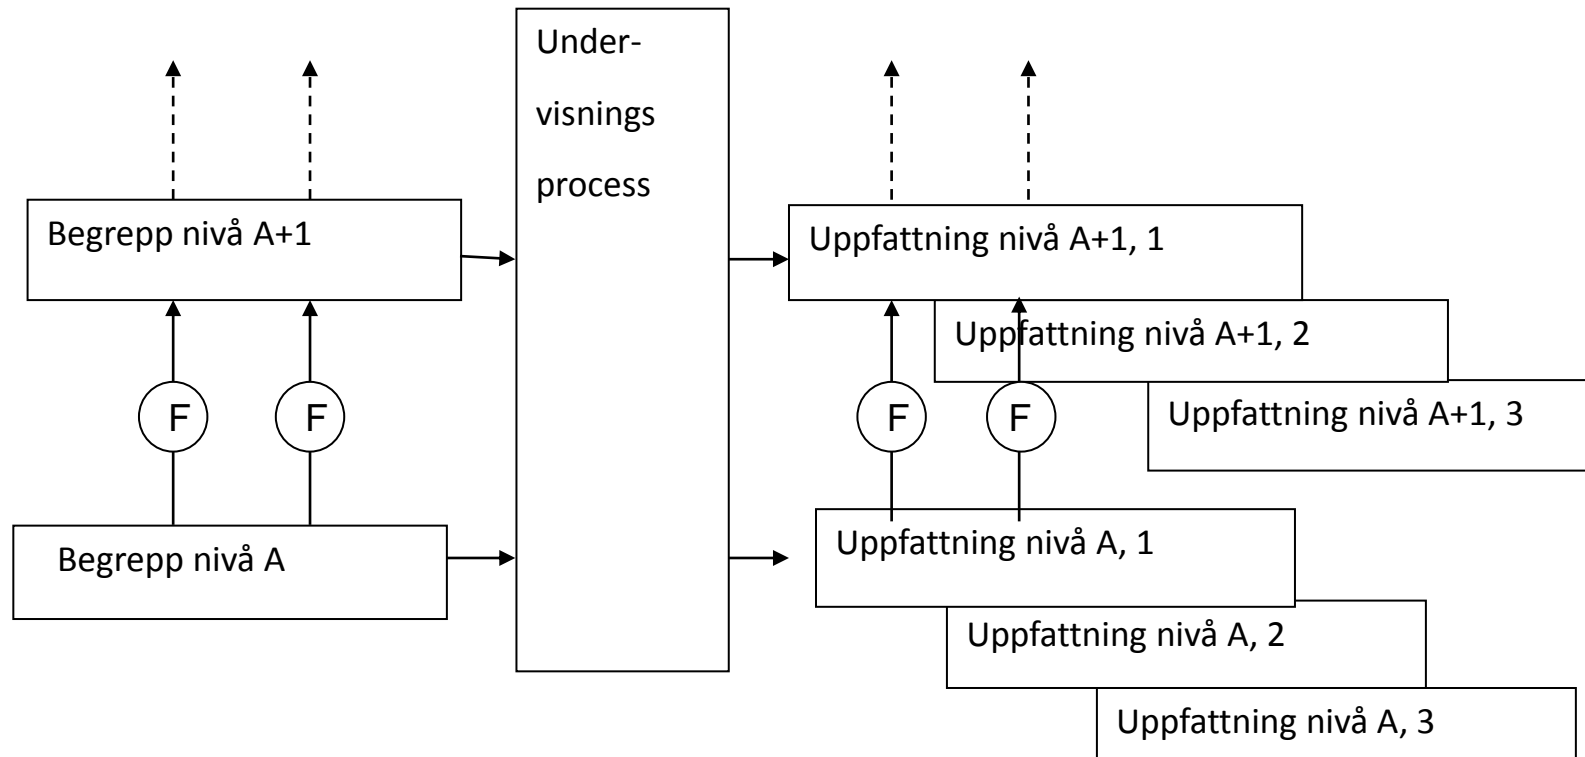 Under-
visnings
process
Begrepp nivå A+1
Uppfattning nivå A+1, 1
Uppfattning nivå A+1, 2
F
F
F
F
Uppfattning nivå A+1, 3
Begrepp nivå A
Uppfattning nivå A, 1
Uppfattning nivå A, 2
Uppfattning nivå A, 3